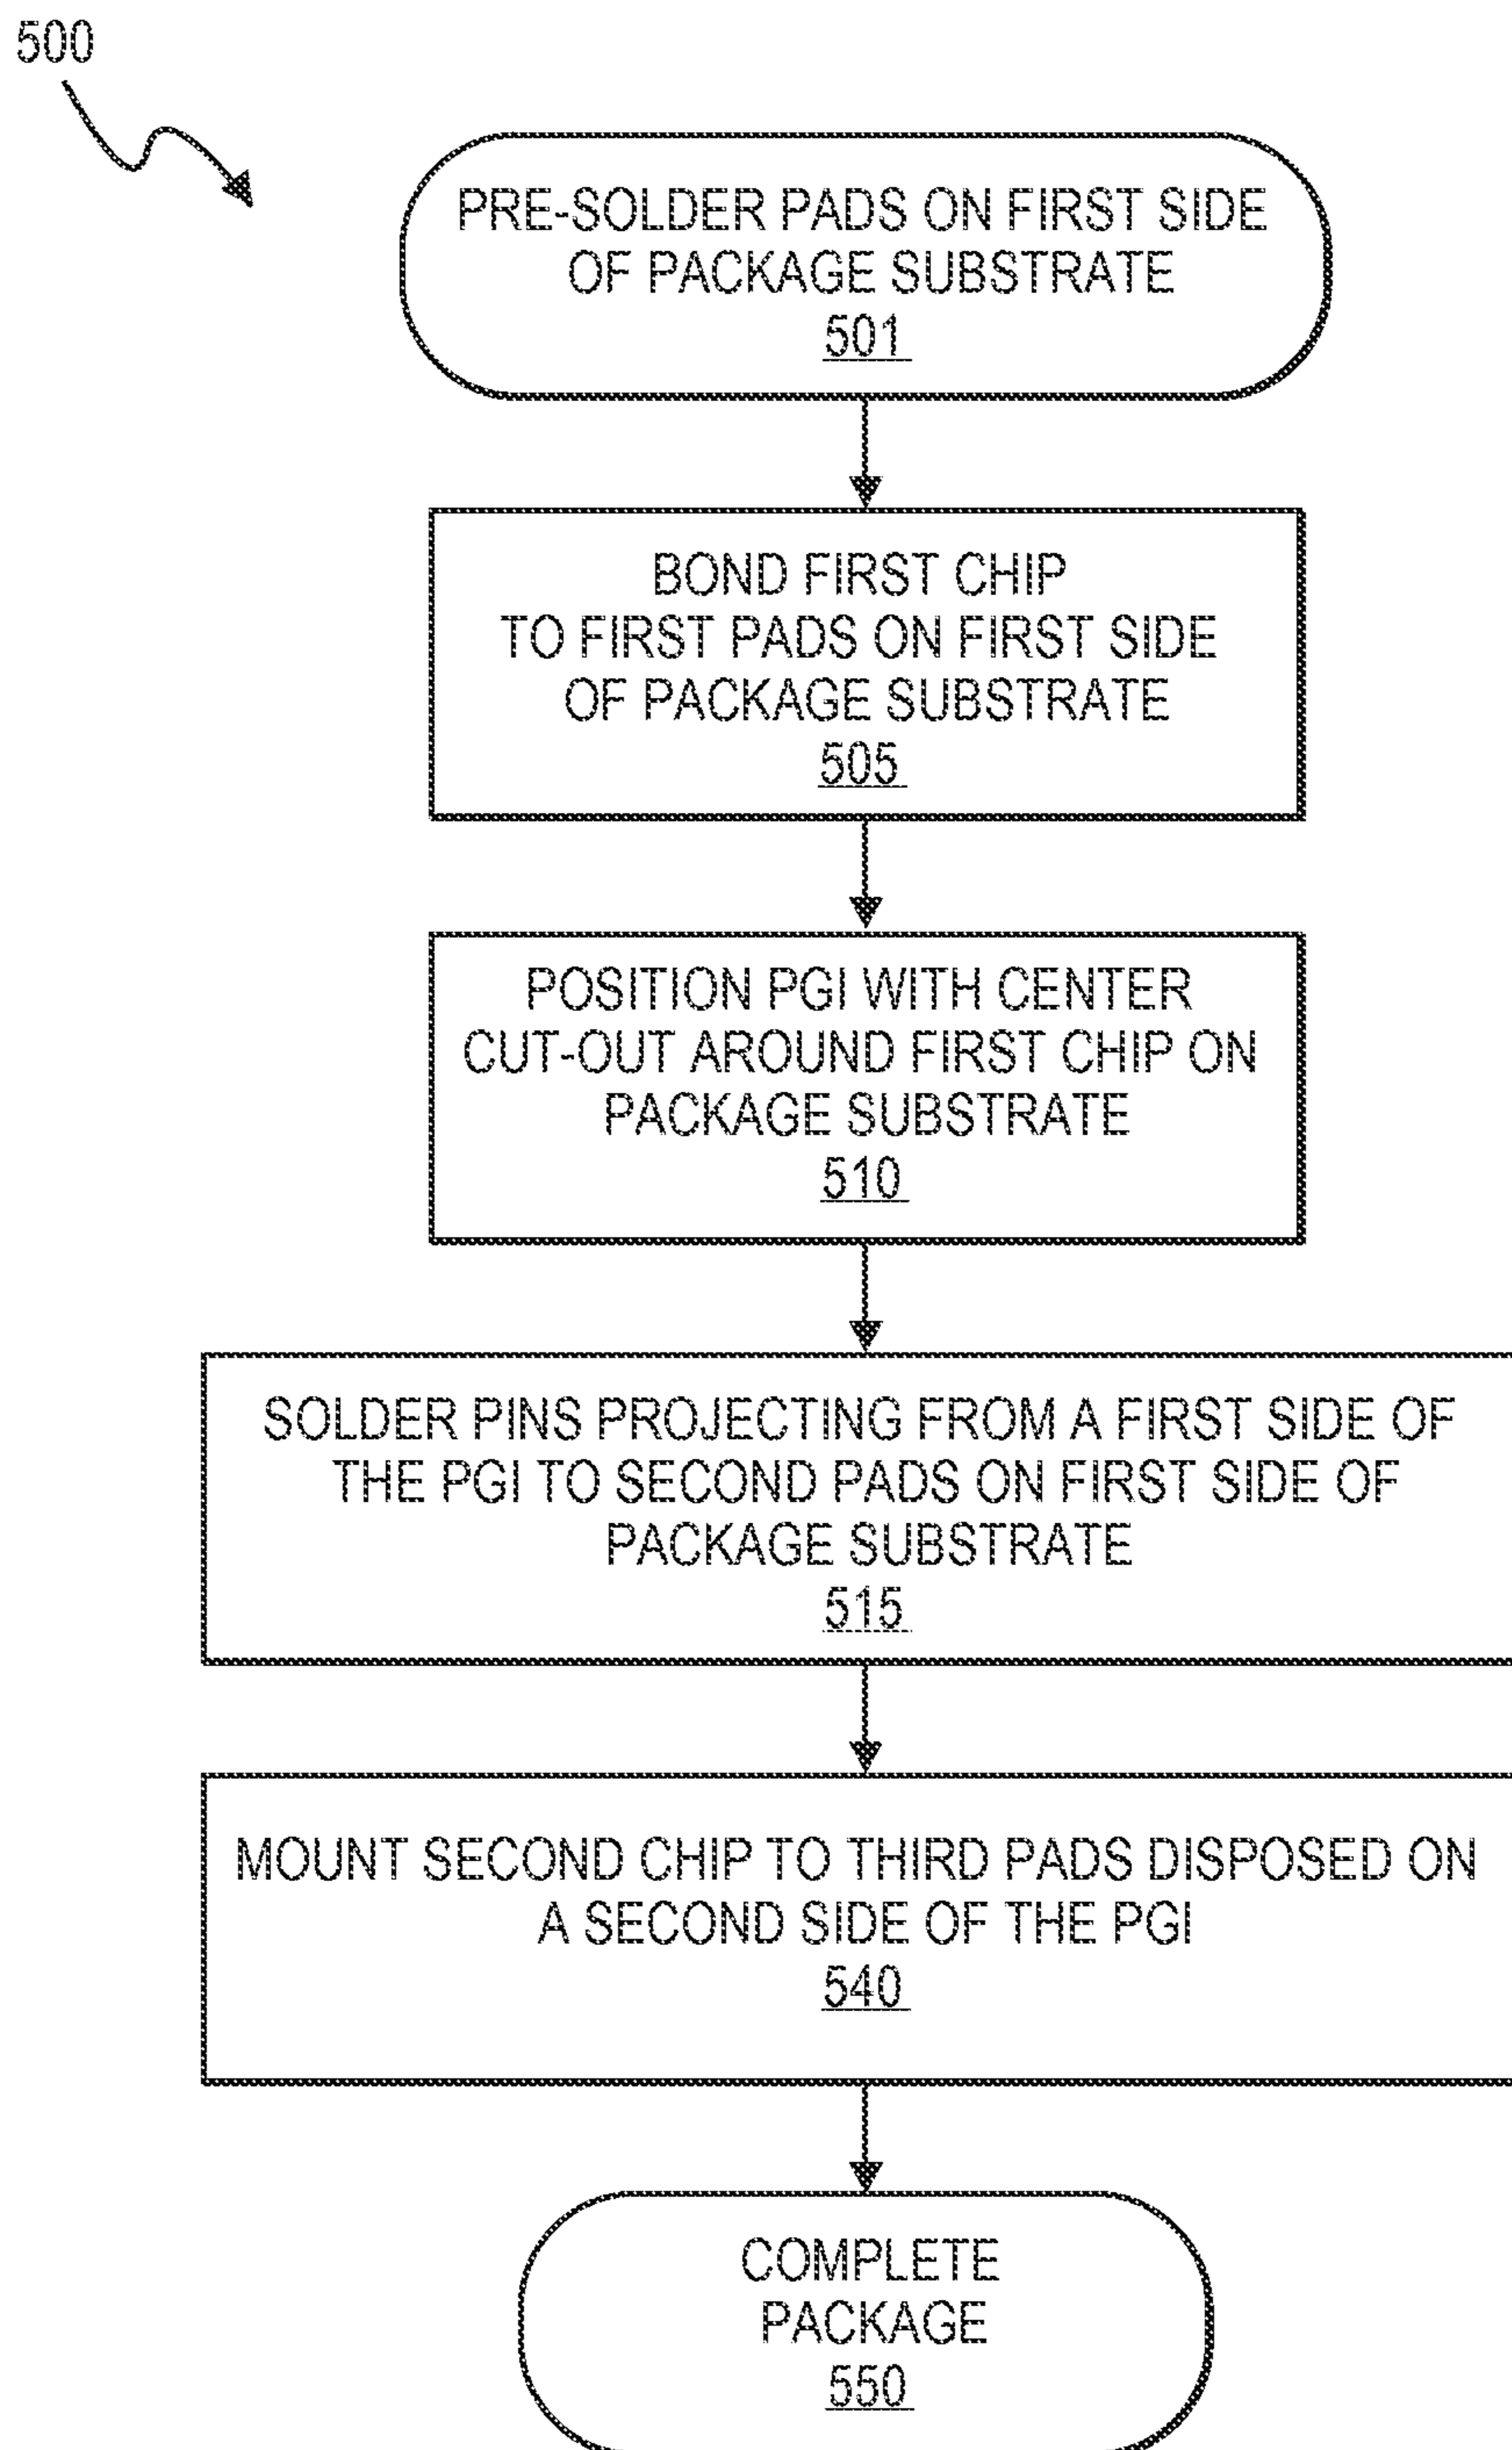 500
PRE-SOLDER PADS ON FIRST SIDE
OF PACKAGE SUBSTRATE
501
BOND FIRST CHIP
TO FIRST PADS ON FIRST SIDE
OF PACKAGE SUBSTRATE
505
POSITION PGI WITH CENTER
CUT-OUT AROUND FIRST CHIP ON
PACKAGE SUBSTRATE
510
SOLDER PINS PROJECTING FROM A FIRST SIDE OF
THE PGI TO SECOND PADS ON FIRST SIDE OF
PACKAGE SUBSTRATE
515
MOUNT SECOND CHIP TO THIRD PADS DISPOSED ON
A SECOND SIDE OF THE PGI
540
COMPLETE
PACKAGE
550